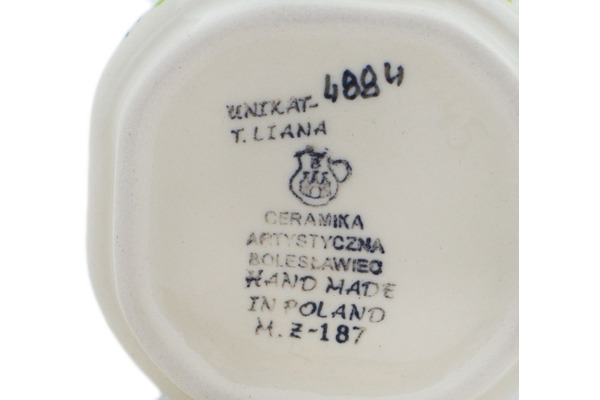 UNIKAT-4884
T. LIANA
CERAMIKA
ARTYSTYCZNA
BOLESŁAWIEC
HAND MADE
IN POLAND
M.Z-187